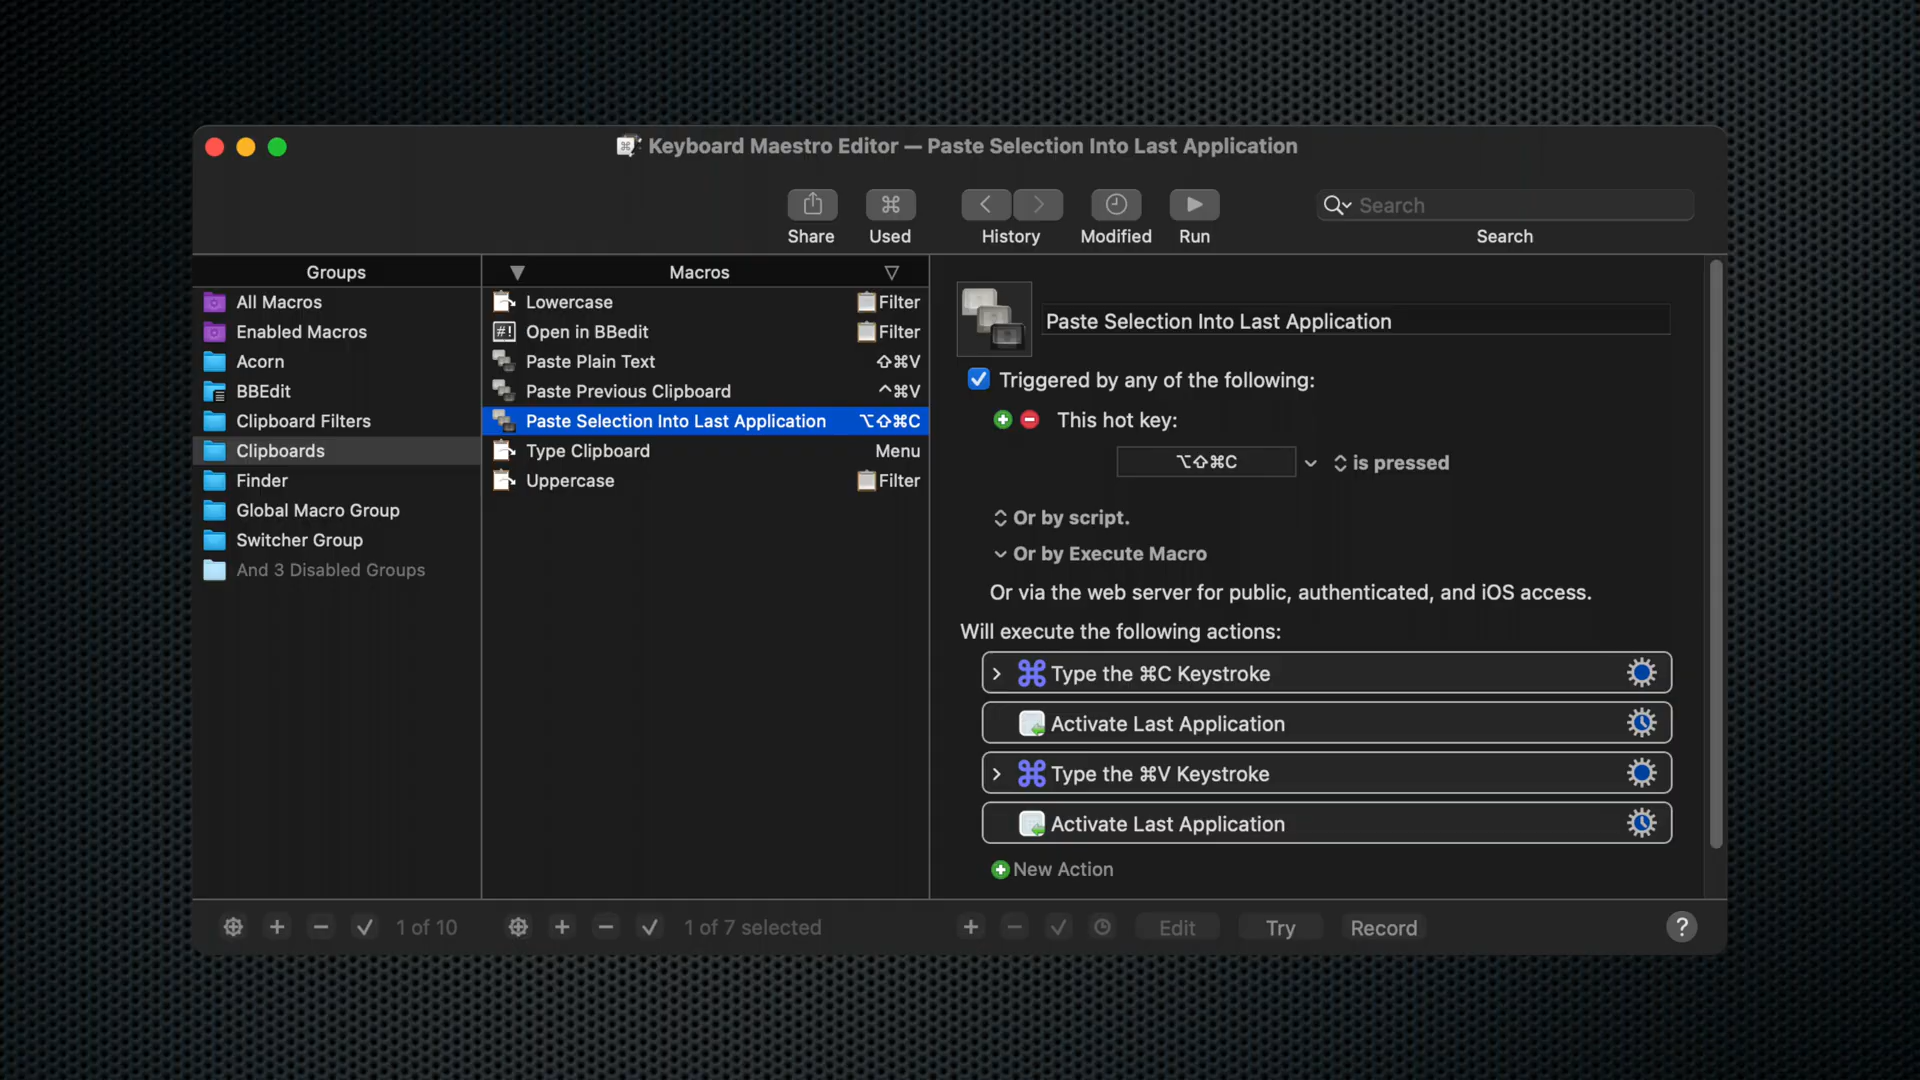 Keyboard Maestro Editor — Paste Selection Into Last Application
Share
Used
History
Modified
Run
Search
Search
Groups
All Macros
Enabled Macros
Acorn
BBEdit
Clipboard Filters
Clipboards
Finder
Global Macro Group
Switcher Group
And 3 Disabled Groups
Macros
Lowercase Filter
Open in BBedit Filter
Paste Plain Text ⇧⌘V
Paste Previous Clipboard ^⌘V
Paste Selection Into Last Application ⌥⇧⌘C
Type Clipboard Menu
Uppercase Filter
Paste Selection Into Last Application
Triggered by any of the following:
This hot key:
⌥⇧⌘C is pressed
Or by script.
Or by Execute Macro
Or via the web server for public, authenticated, and iOS access.
Will execute the following actions:
Type the ⌘C Keystroke
Activate Last Application
Type the ⌘V Keystroke
Activate Last Application
New Action
1 of 10
1 of 7 selected
Edit
Try
Record
?